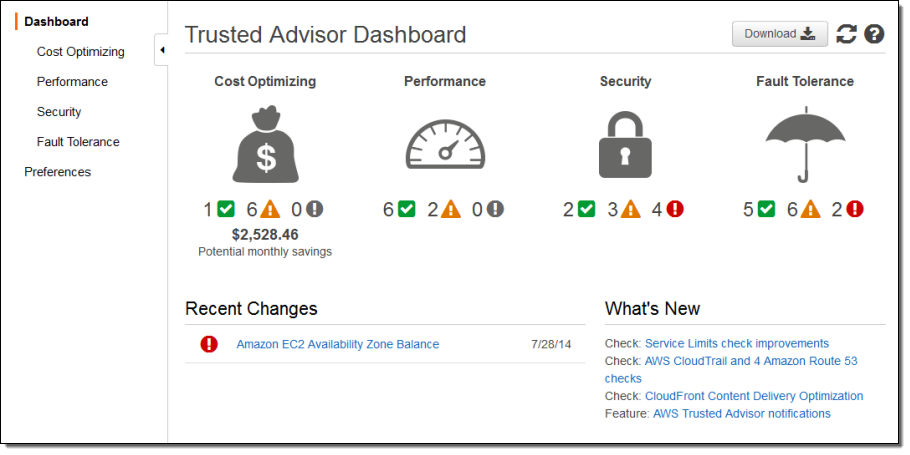 Dashboard
Cost Optimizing
Performance
Security
Fault Tolerance
Preferences
Trusted Advisor Dashboard
Download
Cost Optimizing
Performance
Security
Fault Tolerance
$
1 6 0
6 2 0
2 3 4
5 6 2
$2,528.46
Potential monthly savings
Recent Changes
Amazon EC2 Availability Zone Balance 7/28/14
What's New
Check: Service Limits check improvements
Check: AWS CloudTrail and 4 Amazon Route 53
checks
Check: CloudFront Content Delivery Optimization
Feature: AWS Trusted Advisor notifications